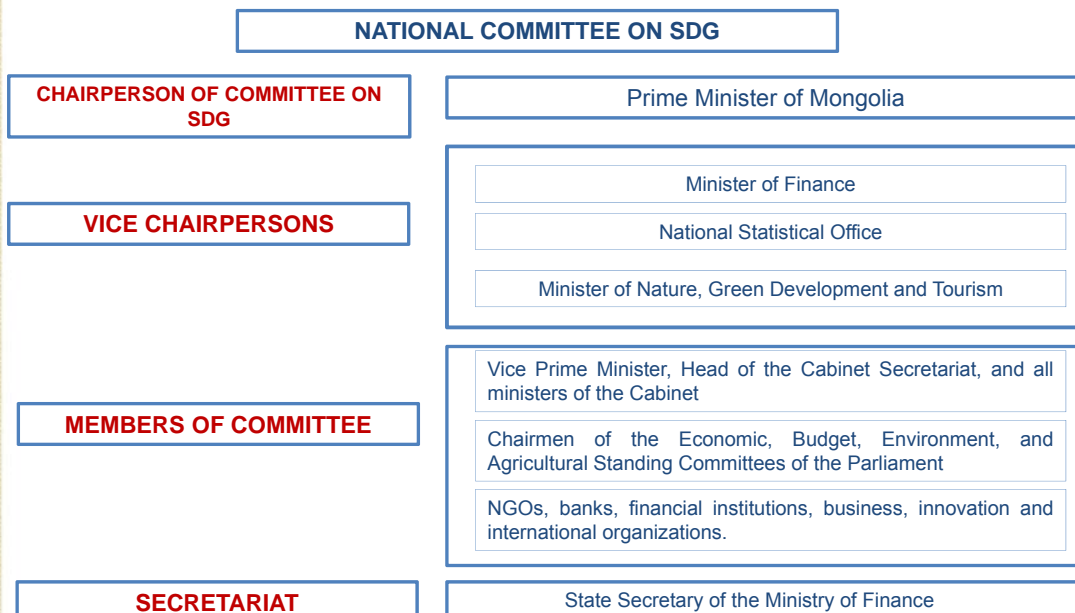 NATIONAL COMMITTEE ON SDG
CHAIRPERSON OF COMMITTEE ON
SDG
Prime Minister of Mongolia
VICE CHAIRPERSONS
Minister of Finance
National Statistical Office
Minister of Nature, Green Development and Tourism
MEMBERS OF COMMITTEE
Vice Prime Minister, Head of the Cabinet Secretariat, and all
ministers of the Cabinet
Chairmen of the Economic, Budget, Environment, and
Agricultural Standing Committees of the Parliament
NGOs, banks, financial institutions, business, innovation and
international organizations.
SECRETARIAT
State Secretary of the Ministry of Finance